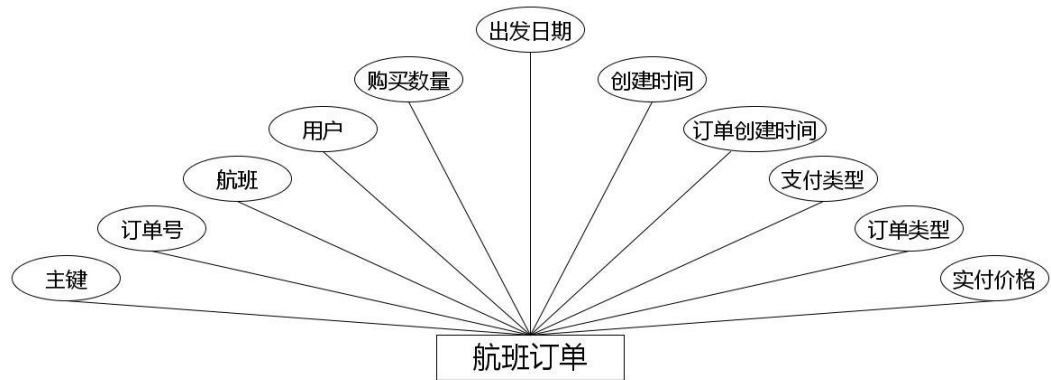 出发日期
购买数量
创建时间
用户
订单创建时间
航班
支付类型
订单号
订单类型
主键
实付价格
航班订单